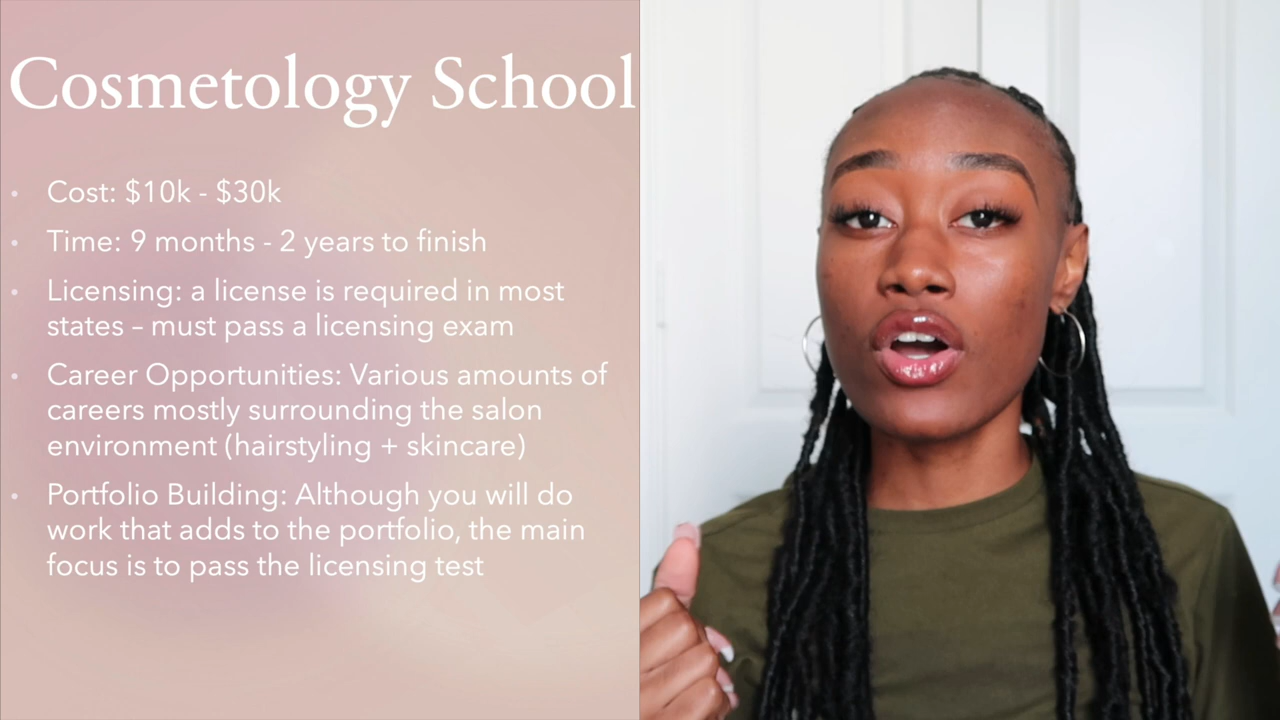 Cosmetology School
• Cost: $10k - $30k
• Time: 9 months - 2 years to finish
• Licensing: a license is required in most
states – must pass a licensing exam
• Career Opportunities: Various amounts of
careers mostly surrounding the salon
environment (hairstyling + skincare)
• Portfolio Building: Although you will do
work that adds to the portfolio, the main
focus is to pass the licensing test